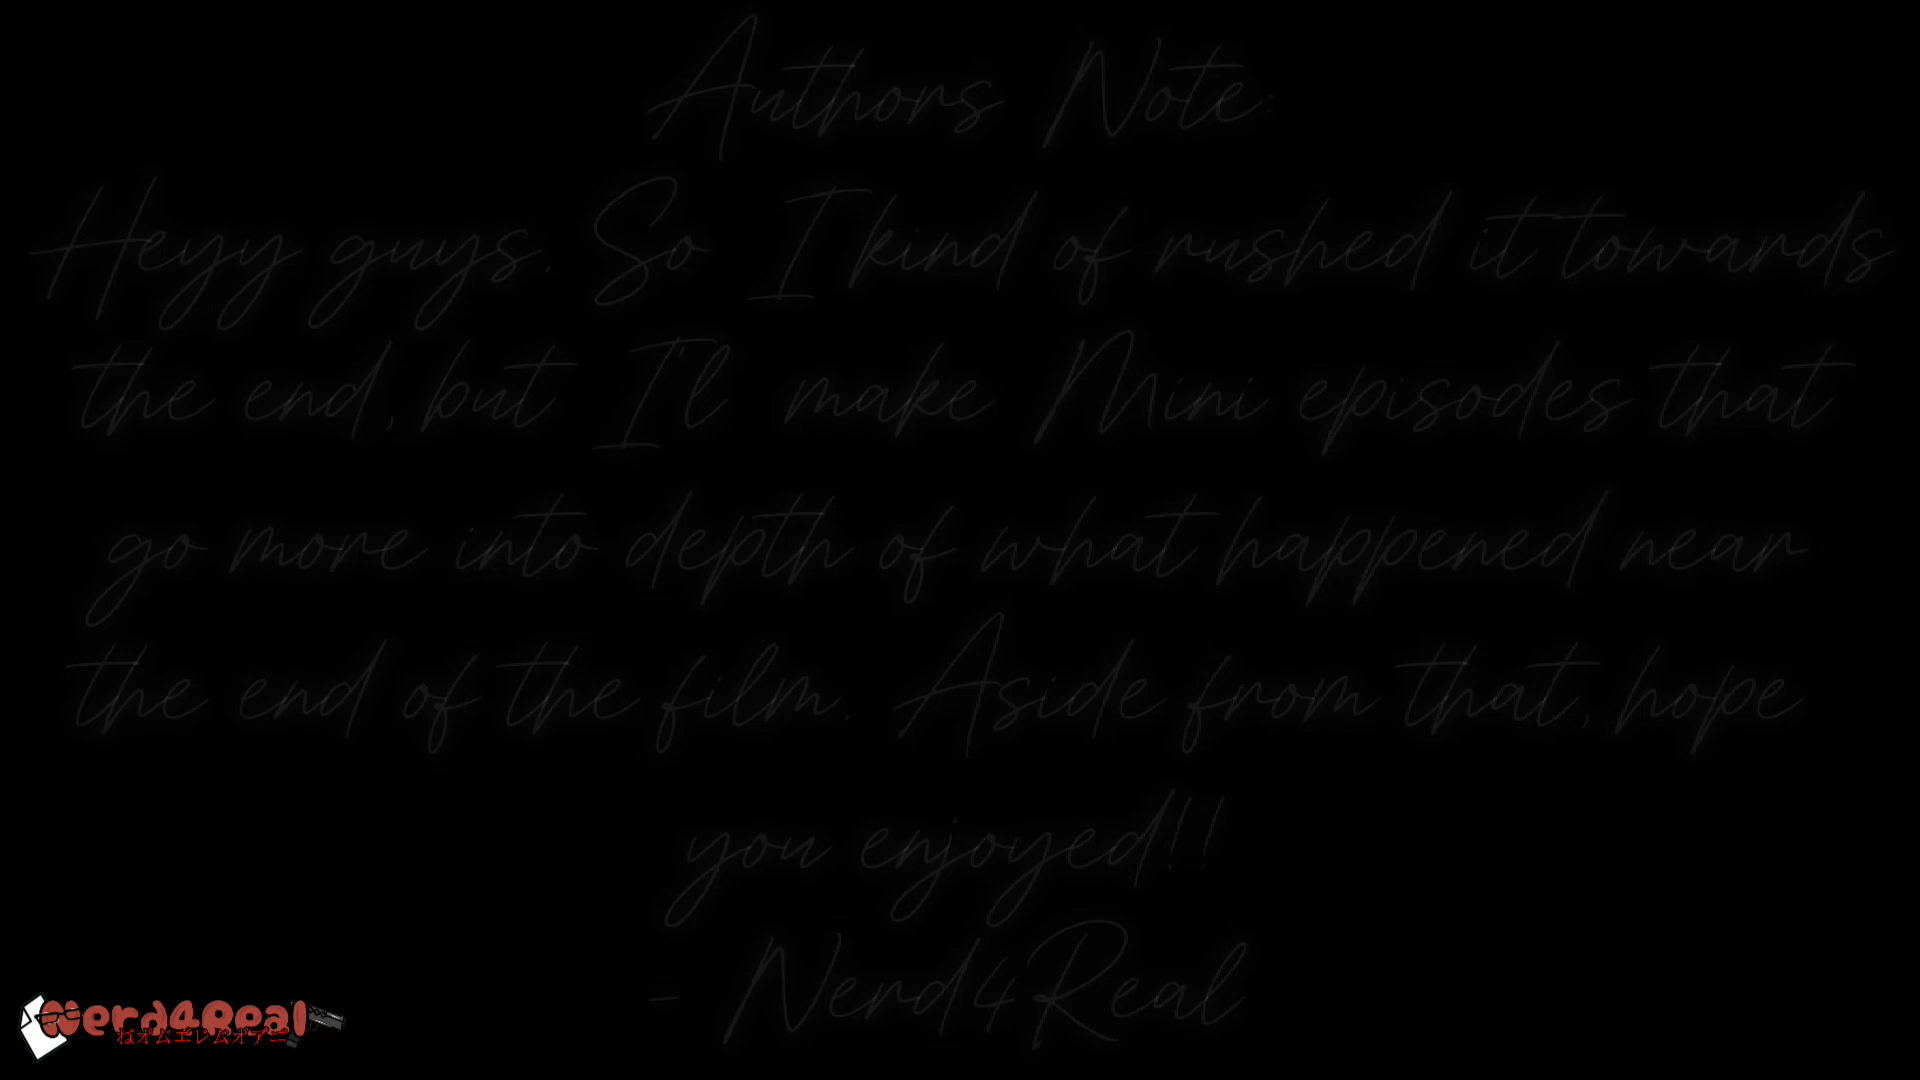 Authors Note:
Heyy guys. So I kind of rushed it towards
the end, but I'l make Mini episodes that
go more into depth of what happened near
the end of the film. Aside from that, hope
you enjoyed!!
- Nerd4Real
Nerd4Real